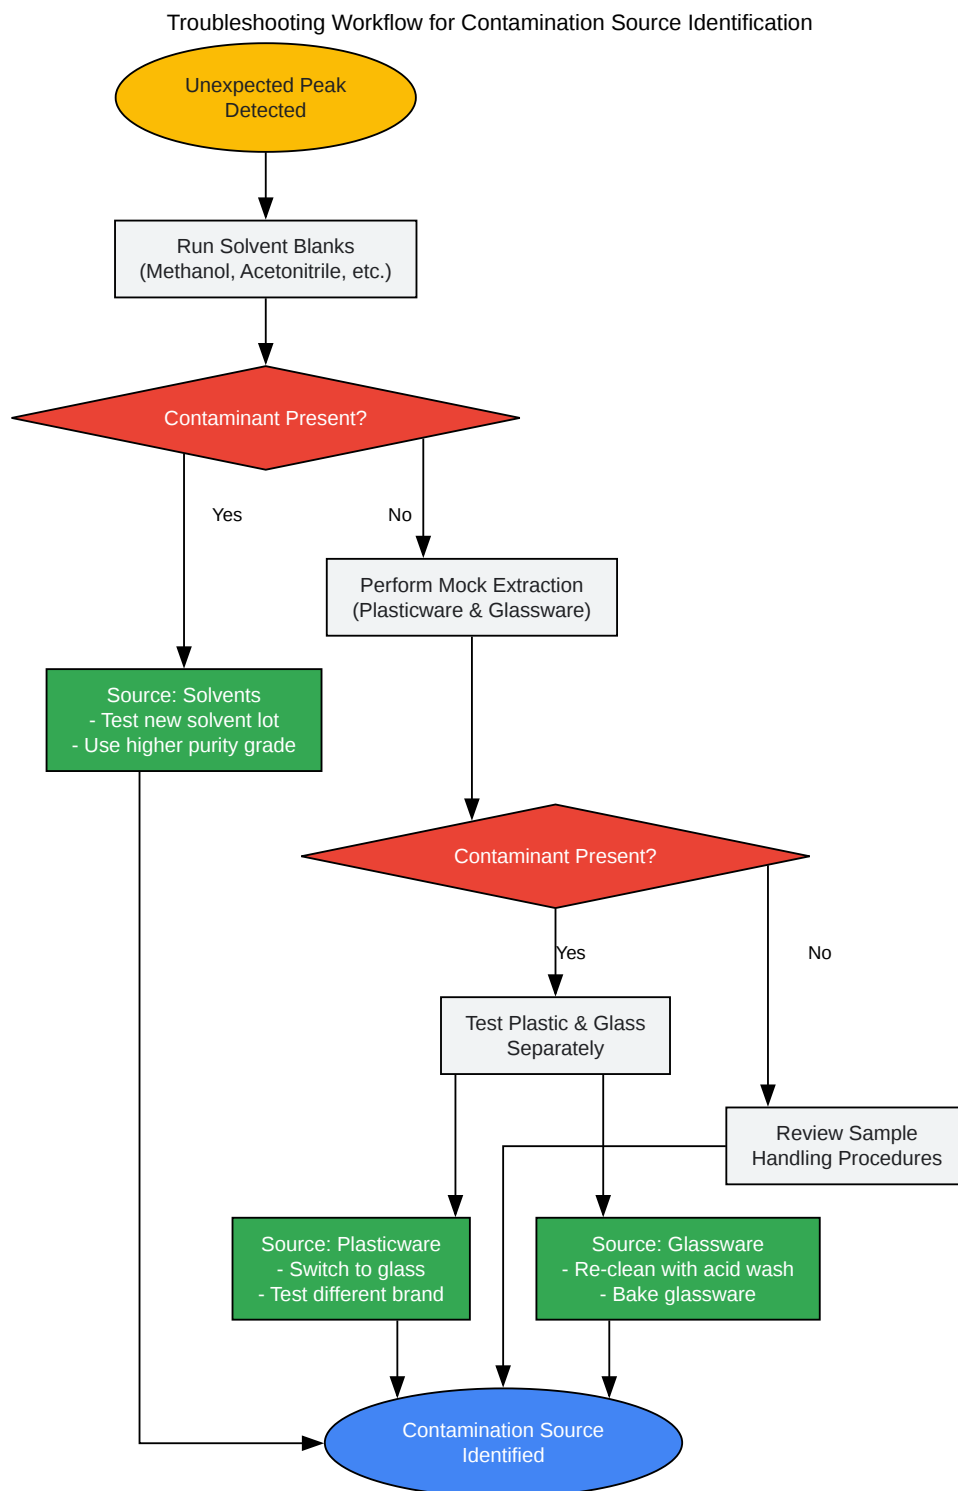 Troubleshooting Workflow for Contamination Source Identification
Unexpected Peak
Detected
Run Solvent Blanks
(Methanol, Acetonitrile, etc.)
Contaminant Present?
Yes
No
Perform Mock Extraction
(Plasticware & Glassware)
Source: Solvents
- Test new solvent lot
- Use higher purity grade
Contaminant Present?
Yes
No
Test Plastic & Glass
Separately
Review Sample
Handling Procedures
Source: Plasticware
- Switch to glass
- Test different brand
Source: Glassware
- Re-clean with acid wash
- Bake glassware
Contamination Source
Identified